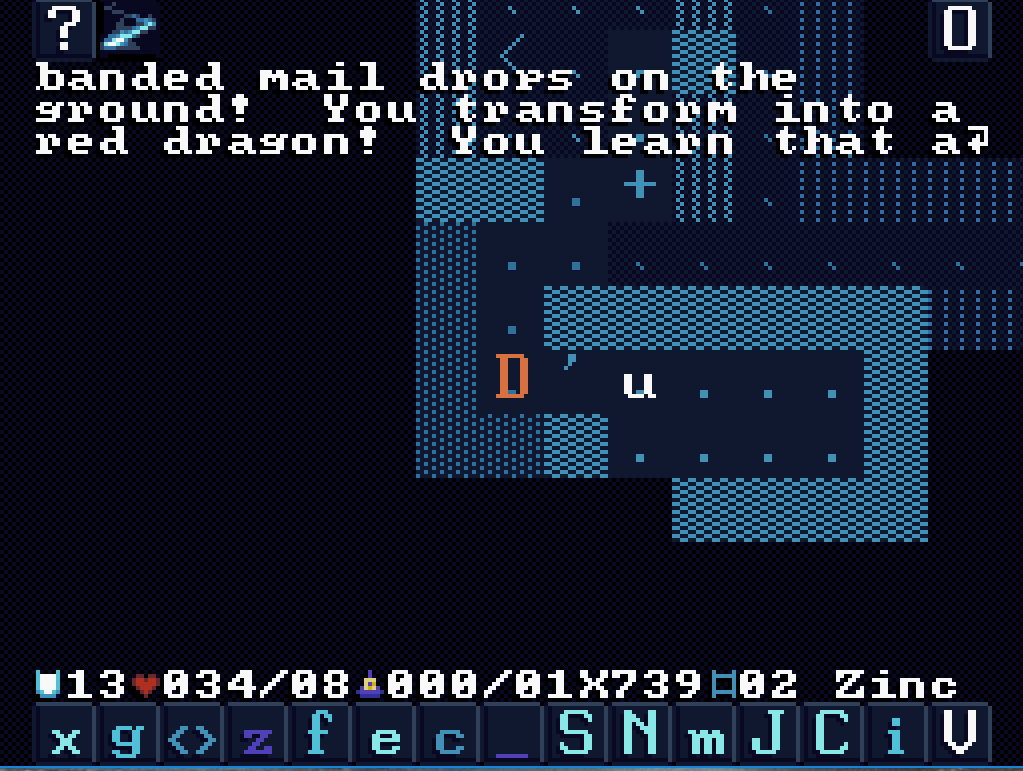 ? O
banded mail drops on the
ground! You transform into a
red dragon! You learn that a
<
+
D ' u
13 034/08 000/01 X739 02 Zinc
x g <> z f e c _ S N m J C i V